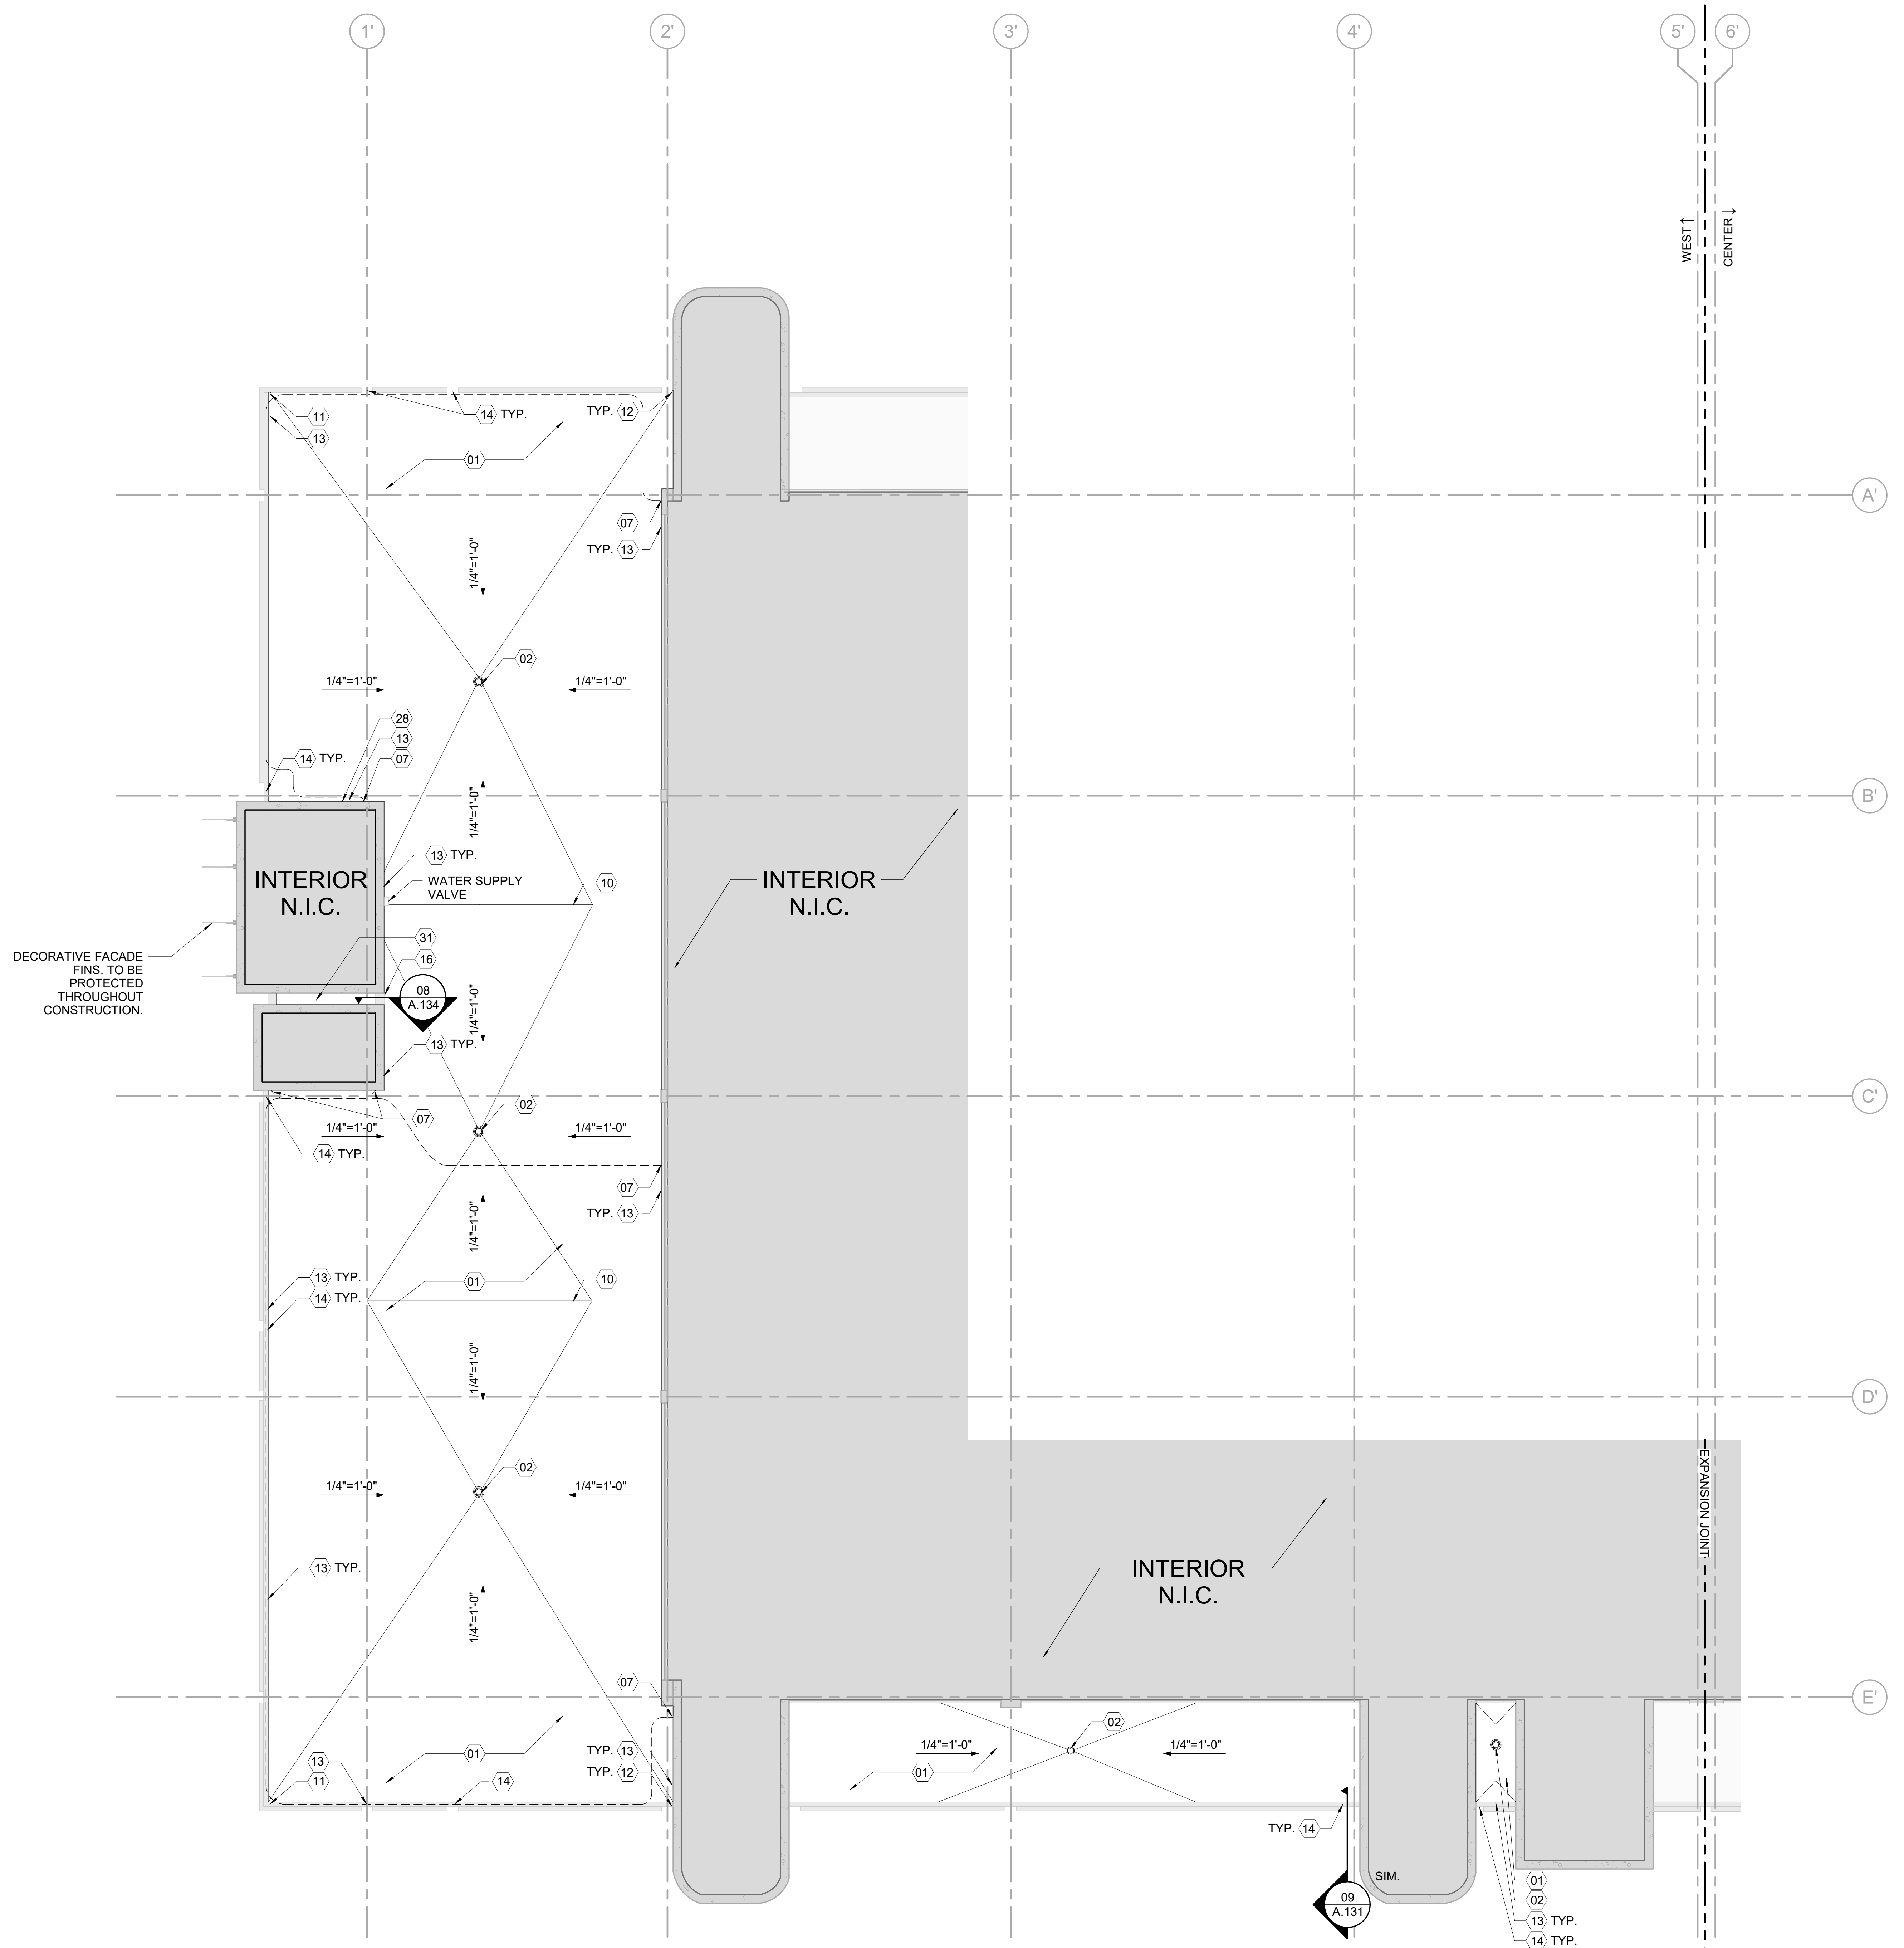 1'
2'
3'
4'
5'
6'
WEST ↑
CENTER ↓
11
14 TYP.
TYP. 12
13
01
A'
07
TYP. 13
1/4"=1'-0"
02
1/4"=1'-0"
1/4"=1'-0"
28
13
14 TYP.
07
B'
1/4"=1'-0"
13 TYP.
INTERIOR
N.I.C.
WATER SUPPLY
VALVE
10
INTERIOR
N.I.C.
31
16
DECORATIVE FACADE
FINS. TO BE
PROTECTED
THROUGHOUT
CONSTRUCTION.
08
A.134
1/4"=1'-0"
13 TYP.
C'
02
07
1/4"=1'-0"
1/4"=1'-0"
14 TYP.
07
TYP. 13
1/4"=1'-0"
13 TYP.
01
10
14 TYP.
1/4"=1'-0"
D'
02
1/4"=1'-0"
1/4"=1'-0"
EXPANSION JOINT
13 TYP.
INTERIOR
N.I.C.
1/4"=1'-0"
07
E'
02
01
TYP. 13
1/4"=1'-0"
1/4"=1'-0"
13
TYP. 12
01
11
14
TYP. 14
SIM.
09
A.131
01
02
13 TYP.
14 TYP.